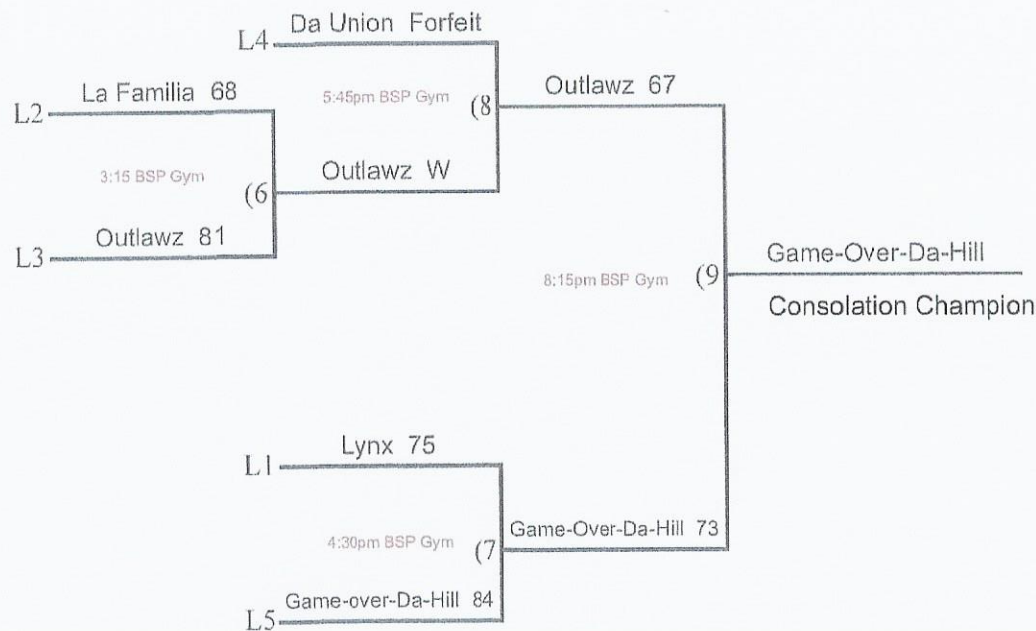 L4 Da Union Forfeit
L2 La Familia 68
5:45pm BSP Gym (8
Outlawz 67
3:15 BSP Gym (6
Outlawz W
L3 Outlawz 81
8:15pm BSP Gym (9
Game-Over-Da-Hill
Consolation Champion
L1 Lynx 75
4:30pm BSP Gym (7
Game-Over-Da-Hill 73
L5 Game-over-Da-Hill 84